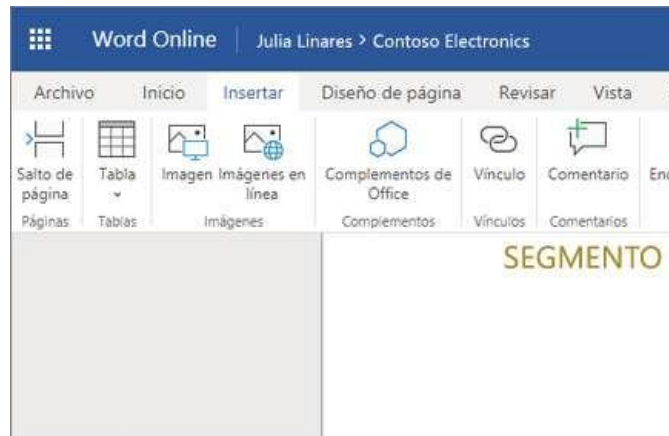 Word Online | Julia Linares > Contoso Electronics
Archivo Inicio Insertar Diseño de página Revisar Vista
Salto de página Tabla Imagen Imágenes en línea Complementos de Office Vínculo Comentario
Páginas Tablas Imágenes Complementos Vínculos Comentarios
SEGMENTO